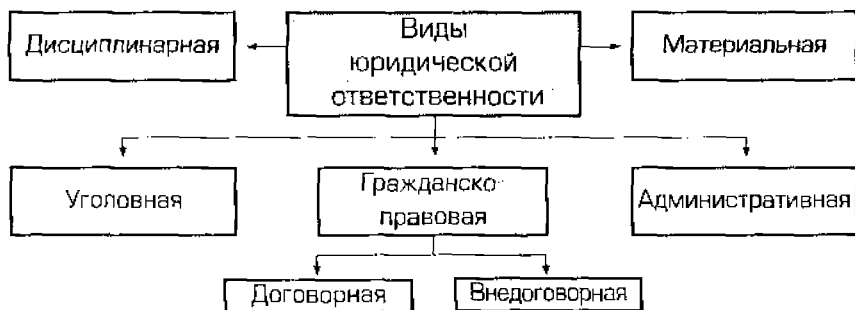 Дисциплинарная
Виды
юридической
ответственности
Материальная
Уголовная
Гражданско-
правовая
Административная
Договорная
Внедоговорная